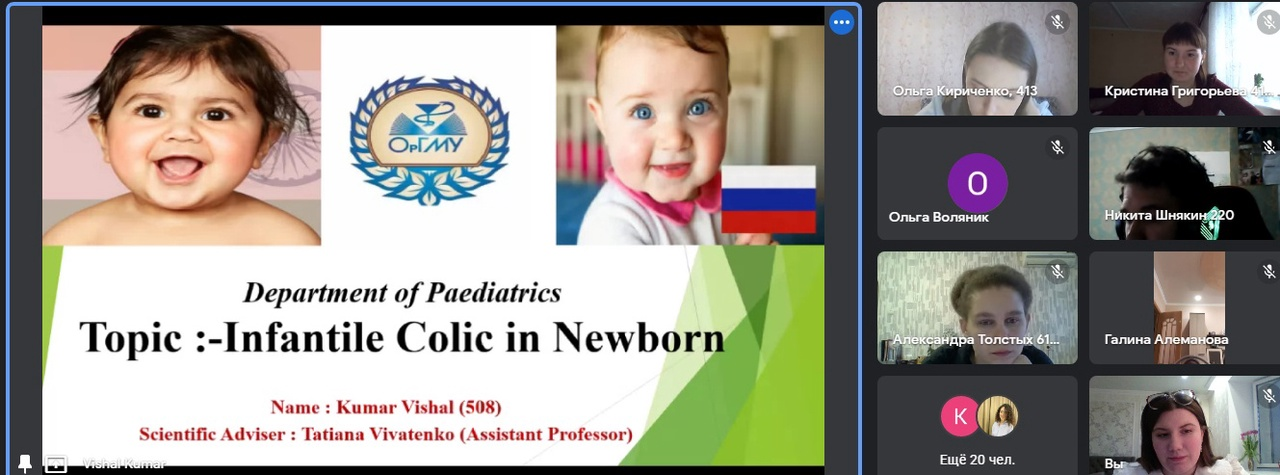 ОрГМУ
Department of Paediatrics
Topic :-Infantile Colic in Newborn
Name : Kumar Vishal (508)
Scientific Adviser : Tatiana Vivatenko (Assistant Professor)
Vishal Kumar
Ольга Кириченко, 413
Кристина Григорьева 41...
О
Ольга Воляник
Никита Шнякин 220
Александра Толстых 61...
Галина Алеманова
К
Ещё 20 чел.
Вы